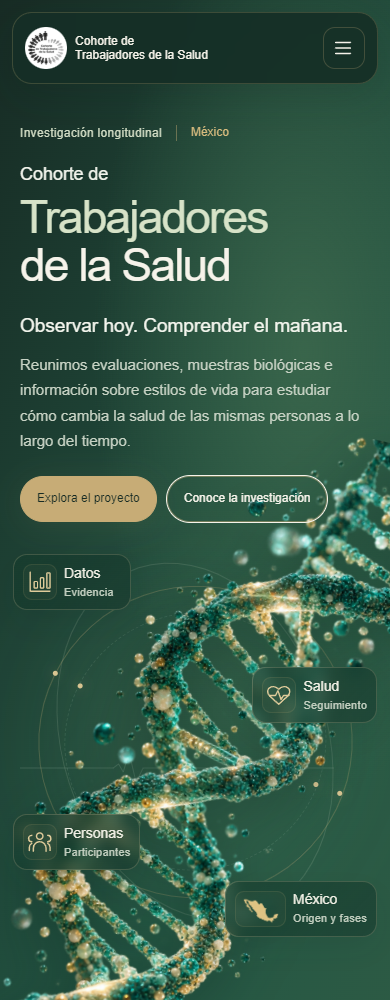 Cohorte de
Trabajadores de la Salud
Investigación longitudinal
México
Cohorte de
Trabajadores
de la Salud
Observar hoy. Comprender el mañana.
Reunimos evaluaciones, muestras biológicas e
información sobre estilos de vida para estudiar
cómo cambia la salud de las mismas personas a lo
largo del tiempo.
Explora el proyecto
Conoce la investigación
Datos
Evidencia
Salud
Seguimiento
Personas
Participantes
México
Origen y fases